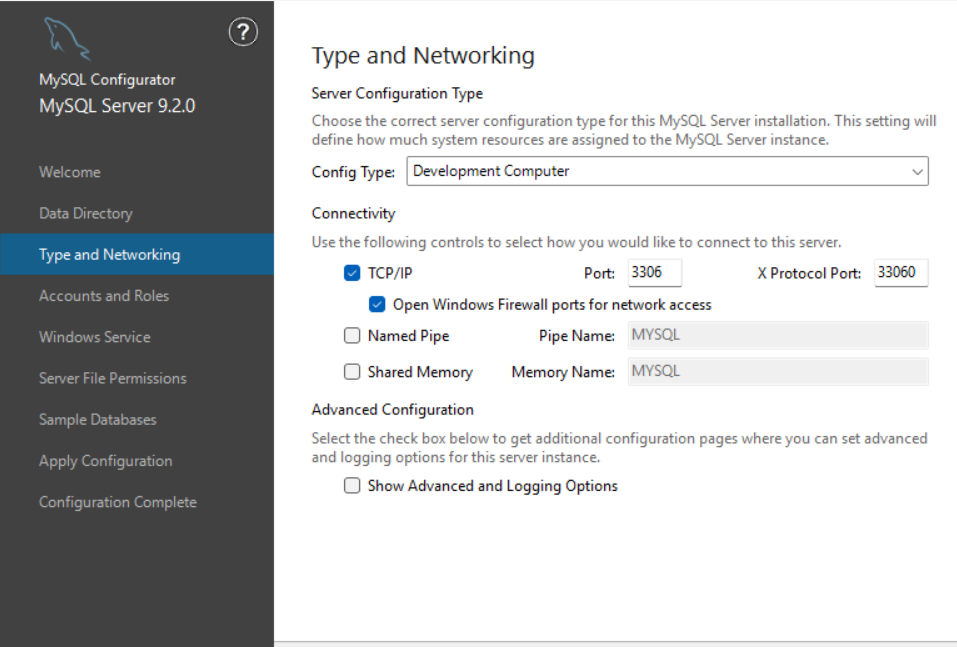 ?
MySQL Configurator
MySQL Server 9.2.0
Welcome
Data Directory
Type and Networking
Accounts and Roles
Windows Service
Server File Permissions
Sample Databases
Apply Configuration
Configuration Complete
Type and Networking
Server Configuration Type
Choose the correct server configuration type for this MySQL Server installation. This setting will
define how much system resources are assigned to the MySQL Server instance.
Config Type: Development Computer
Connectivity
Use the following controls to select how you would like to connect to this server.
TCP/IP Port: 3306 X Protocol Port: 33060
Open Windows Firewall ports for network access
Named Pipe Pipe Name: MYSQL
Shared Memory Memory Name: MYSQL
Advanced Configuration
Select the check box below to get additional configuration pages where you can set advanced
and logging options for this server instance.
Show Advanced and Logging Options